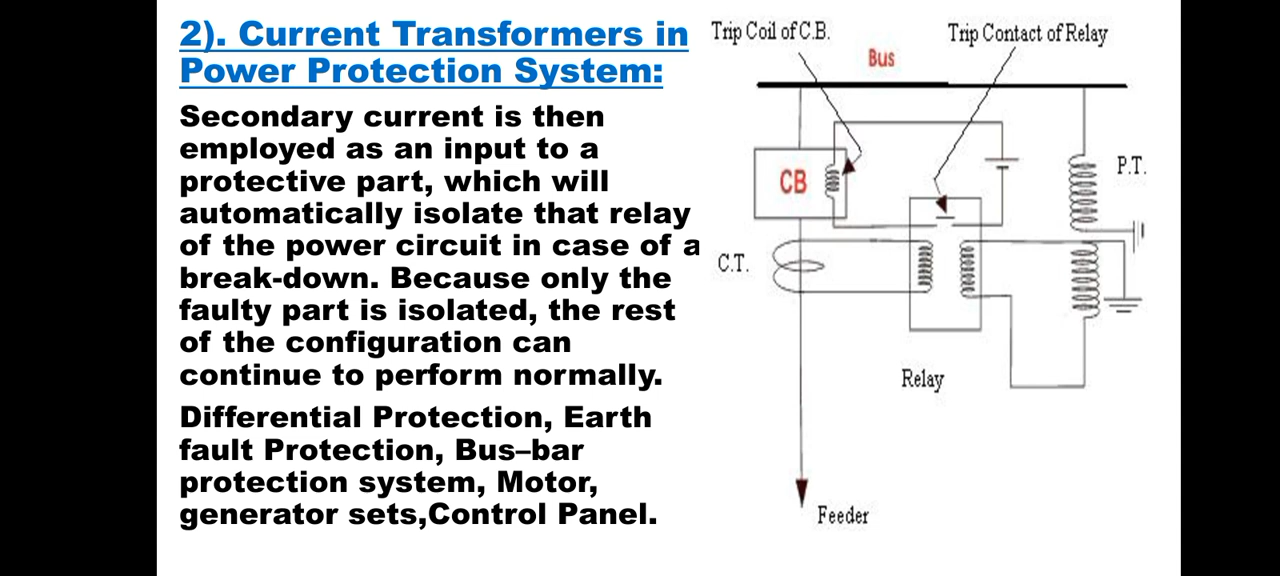 2). Current Transformers in
Power Protection System:
Secondary current is then
employed as an input to a
protective part, which will
automatically isolate that relay
of the power circuit in case of a
break-down. Because only the
faulty part is isolated, the rest
of the configuration can
continue to perform normally.
Differential Protection, Earth
fault Protection, Bus–bar
protection system, Motor,
generator sets,Control Panel.
Trip Coil of C.B.
Trip Contact of Relay
Bus
CB
P.T.
C.T.
Relay
Feeder